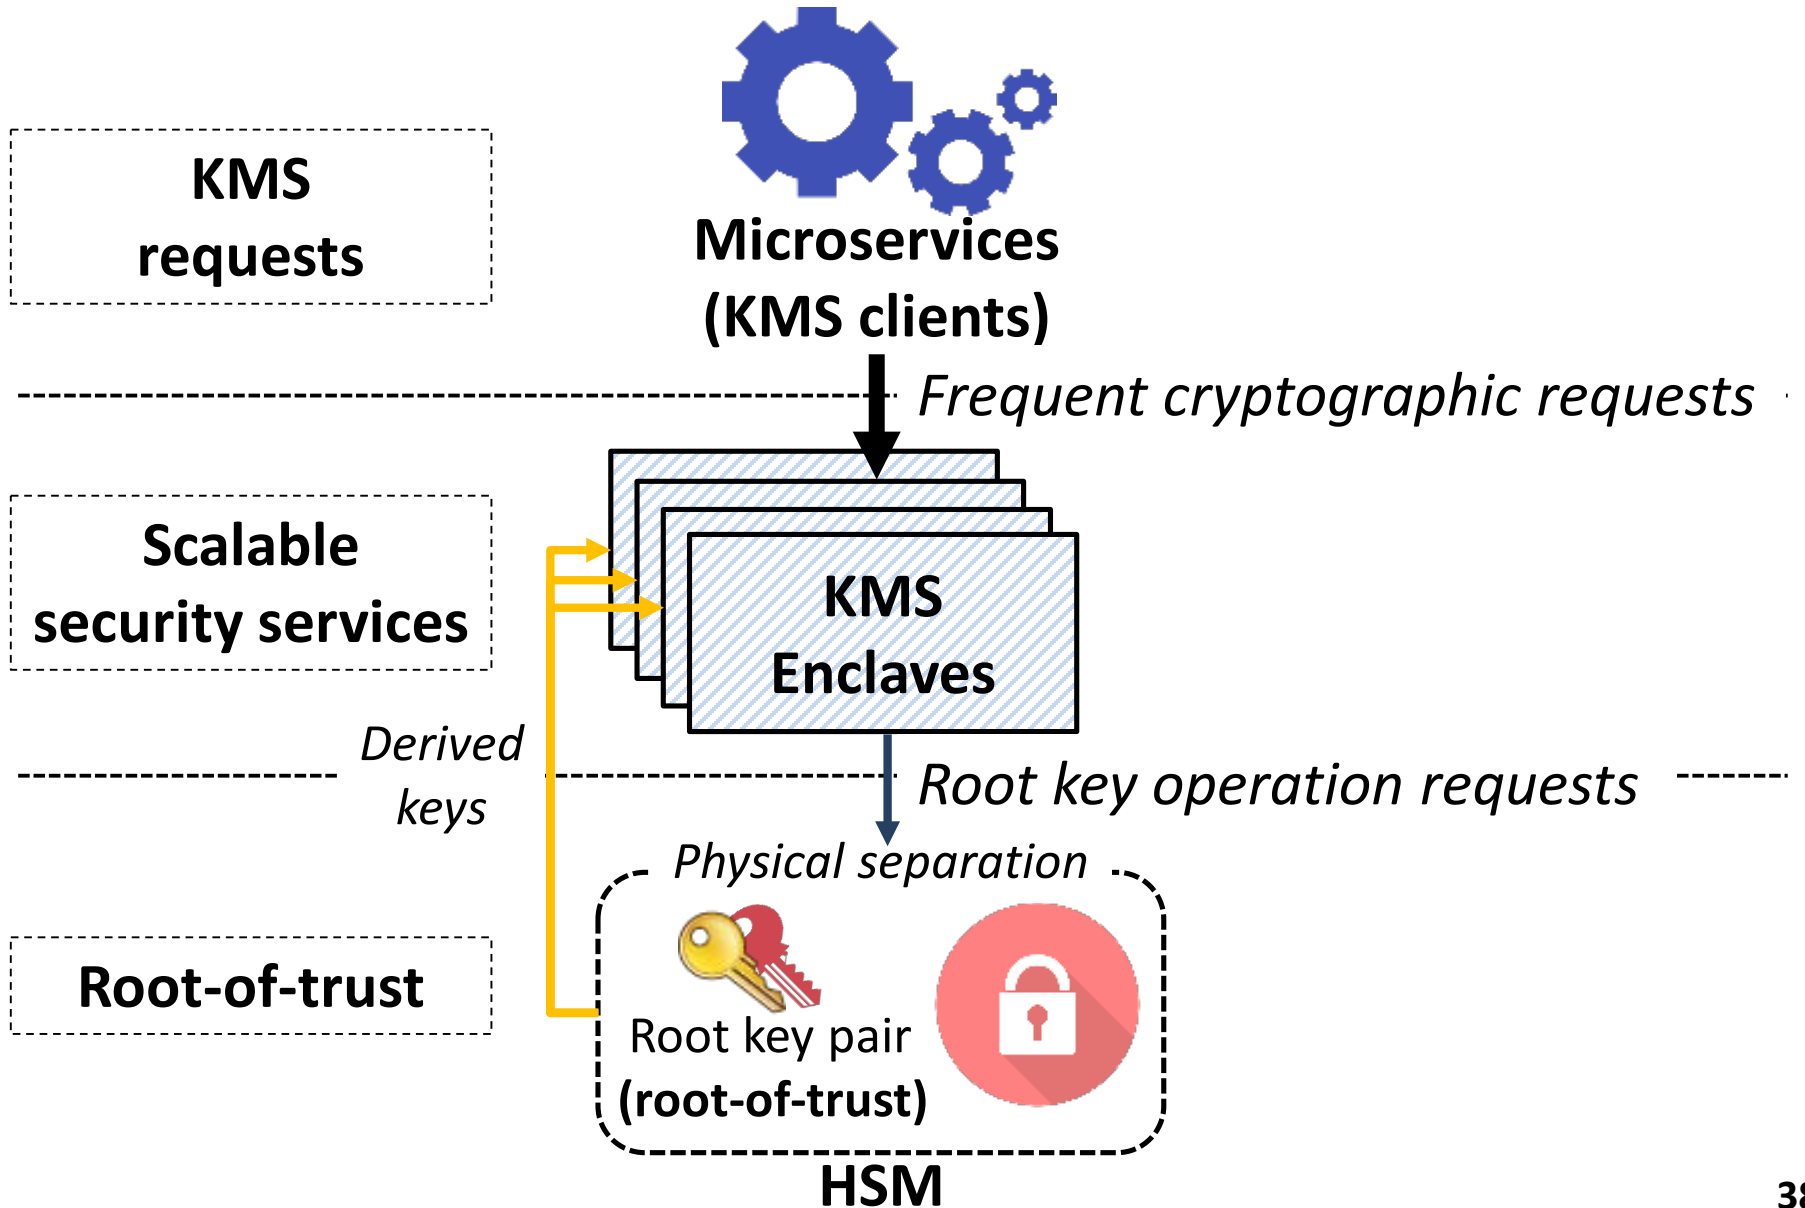 KMS
requests
Microservices
(KMS clients)
Frequent cryptographic requests
Scalable
security services
KMS
Enclaves
Derived
keys
Root key operation requests
Physical separation
Root-of-trust
Root key pair
(root-of-trust)
HSM
38